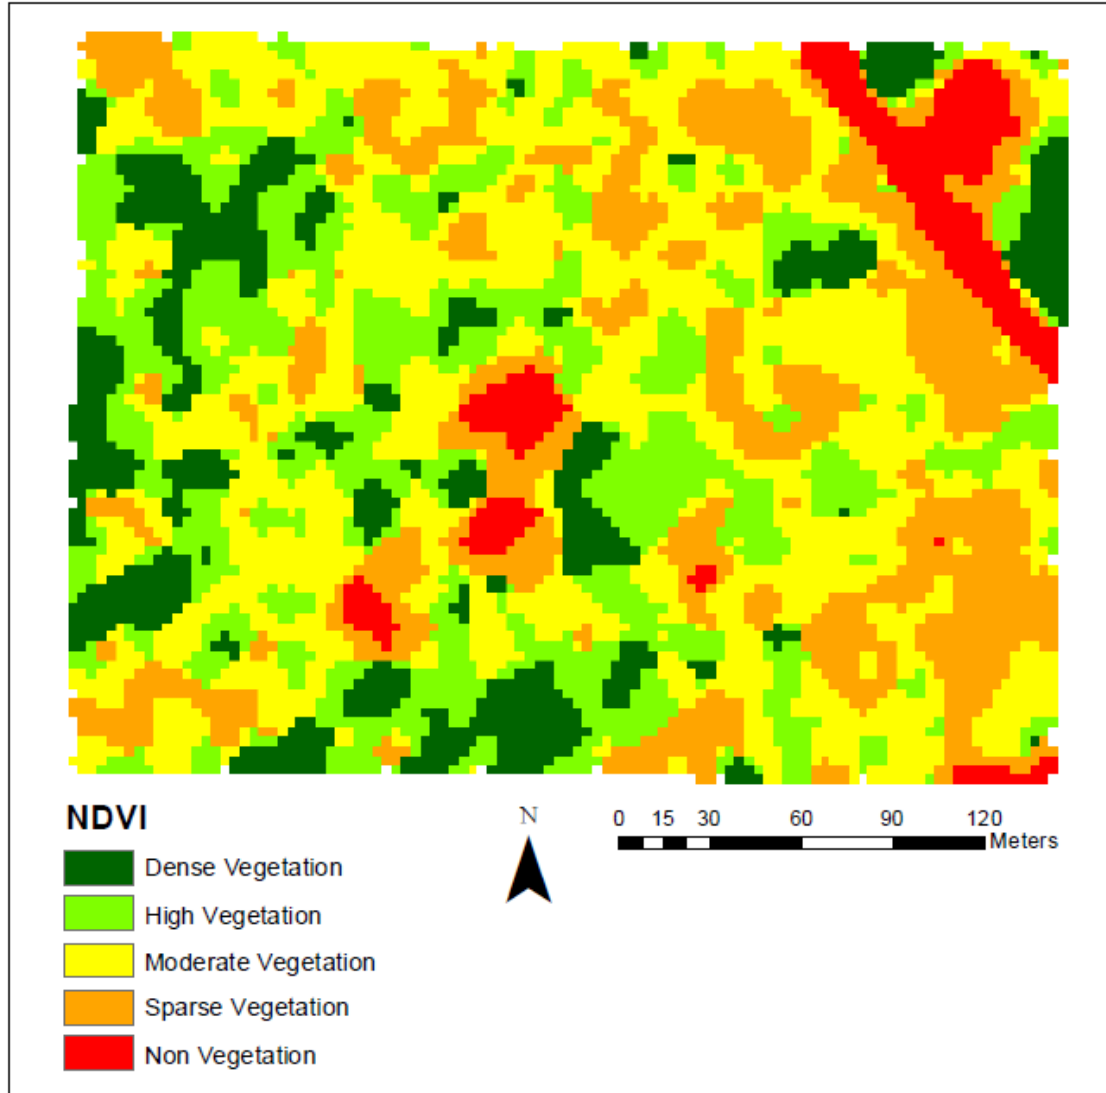 NDVI
Dense Vegetation
High Vegetation
Moderate Vegetation
Sparse Vegetation
Non Vegetation
N
0 15 30 60 90 120
Meters